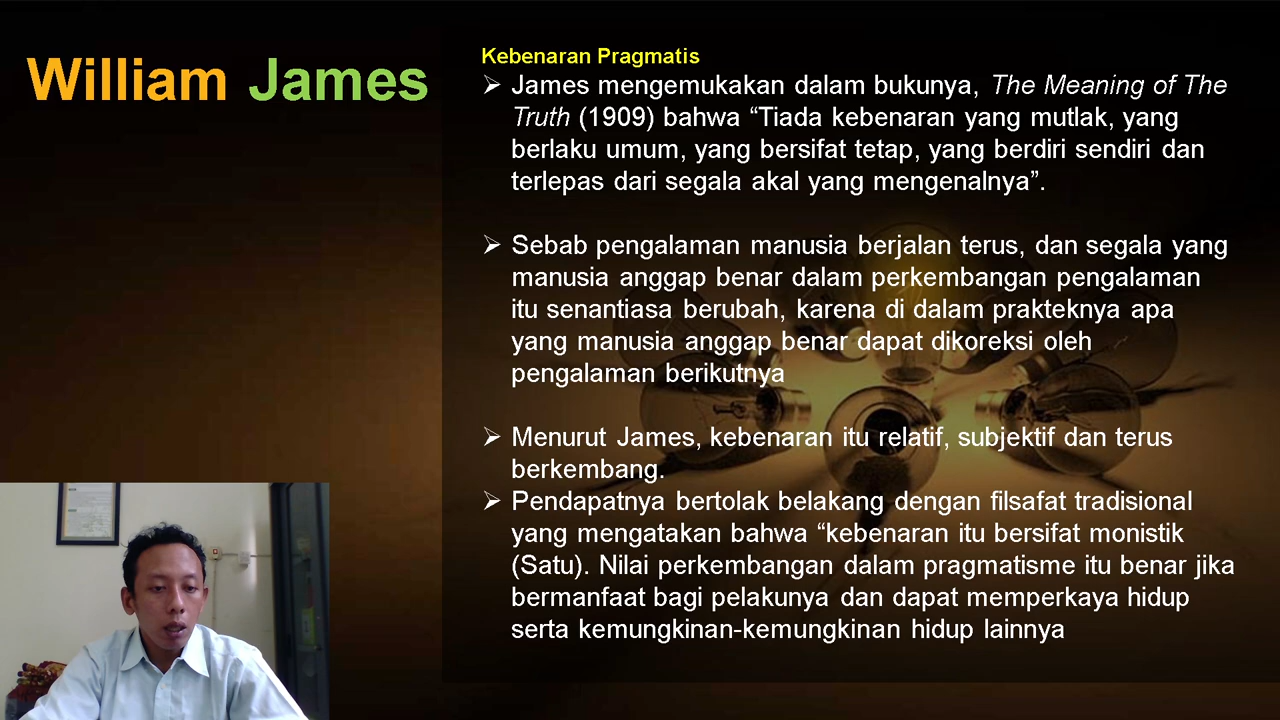 William James
Kebenaran Pragmatis
➢ James mengemukakan dalam bukunya, The Meaning of The
Truth (1909) bahwa “Tiada kebenaran yang mutlak, yang
berlaku umum, yang bersifat tetap, yang berdiri sendiri dan
terlepas dari segala akal yang mengenalnya”.
➢ Sebab pengalaman manusia berjalan terus, dan segala yang
manusia anggap benar dalam perkembangan pengalaman
itu senantiasa berubah, karena di dalam prakteknya apa
yang manusia anggap benar dapat dikoreksi oleh
pengalaman berikutnya
➢ Menurut James, kebenaran itu relatif, subjektif dan terus
berkembang.
➢ Pendapatnya bertolak belakang dengan filsafat tradisional
yang mengatakan bahwa “kebenaran itu bersifat monistik
(Satu). Nilai perkembangan dalam pragmatisme itu benar jika
bermanfaat bagi pelakunya dan dapat memperkaya hidup
serta kemungkinan-kemungkinan hidup lainnya